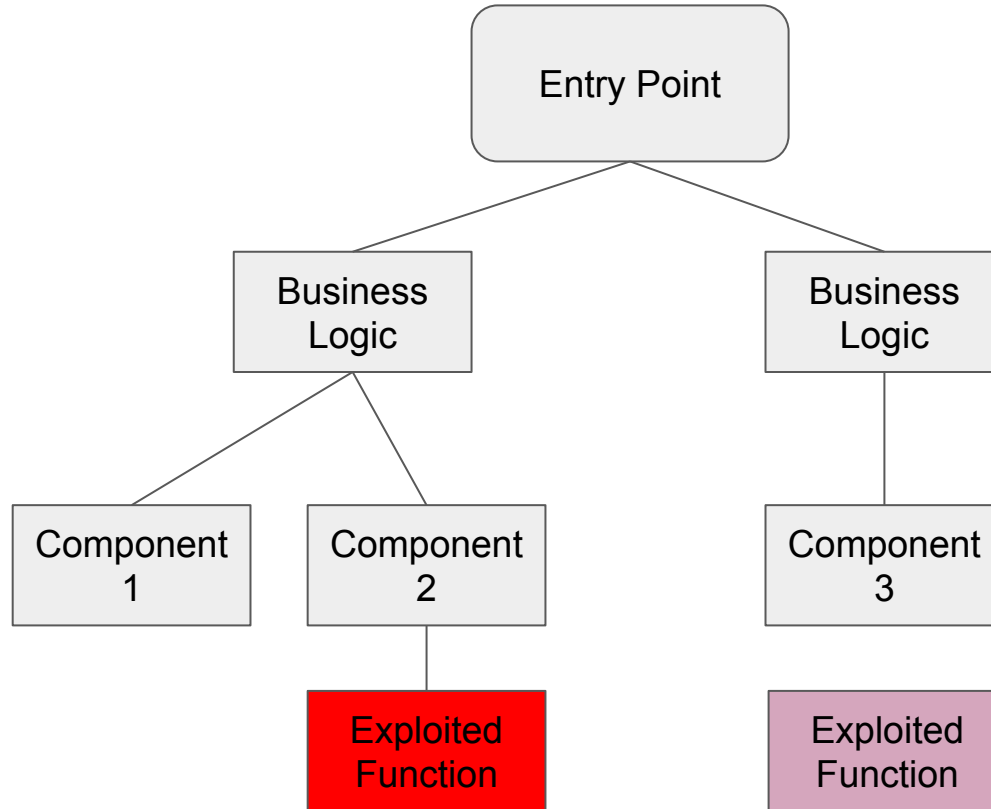 Entry Point
Business
Logic
Business
Logic
Component
1
Component
2
Component
3
Exploited
Function
Exploited
Function